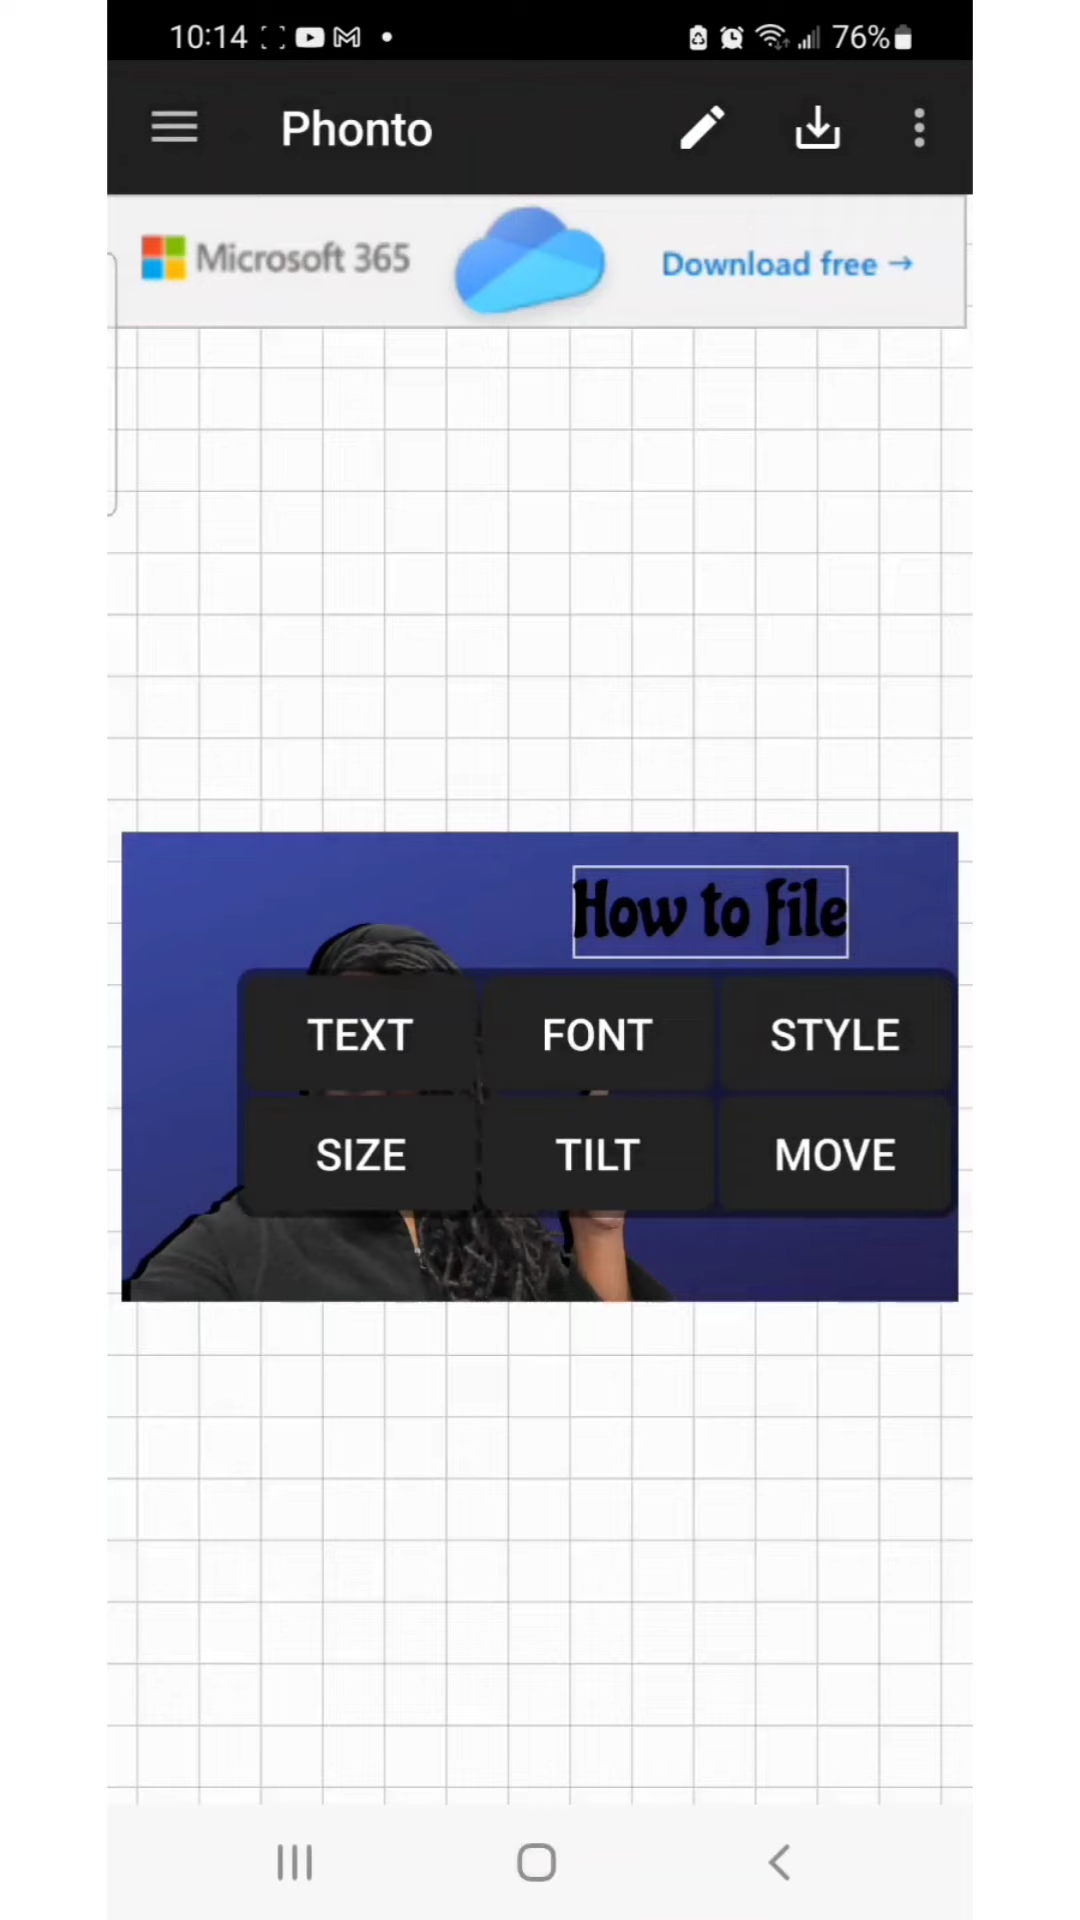 10:14
76%
Phonto
Microsoft 365
Download free →
How to file
TEXT FONT STYLE
SIZE TILT MOVE